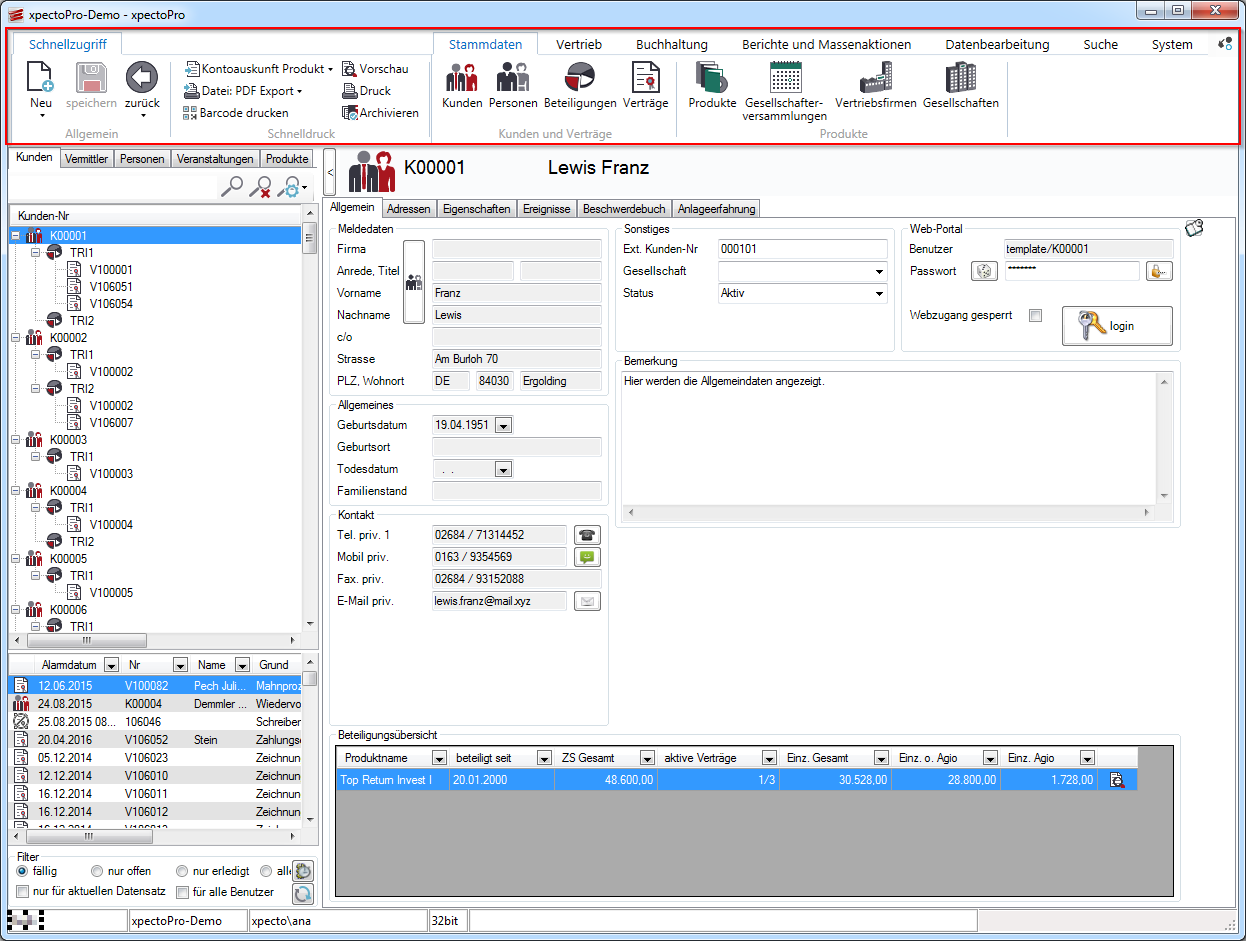 xpectoPro-Demo - xpectoPro
Schnellzugriff Stammdaten Vertrieb Buchhaltung Berichte und Massenaktionen Datenbearbeitung Suche System
Neu speichern zurück
Allgemein
Kontoauskunft Produkt Vorschau
Datei: PDF Export Druck
Barcode drucken Archivieren
Schnelldruck
Kunden Personen Beteiligungen Verträge
Kunden und Verträge
Produkte Gesellschafter-
versammlungen Vertriebsfirmen Gesellschaften
Produkte
Kunden Vermittler Personen Veranstaltungen Produkte
Kunden-Nr
K00001
TRI1
V100001
V106051
V106054
TRI2
K00002
TRI1
V100002
TRI2
V100002
V106007
K00003
TRI1
V100003
K00004
TRI1
V100004
TRI2
K00005
TRI1
V100005
K00006
TRI1
Alarmdatum Nr Name Grund
12.06.2015 V100082 Pech Juli... Mahnproz
24.08.2015 K00004 Demmler ... Wiedervo
25.08.2015 08... 106046 Schreiber
20.04.2016 V106052 Stein Zahlungse
05.12.2014 V106023 Zeichnun
12.12.2014 V106010 Zeichnun
16.12.2014 V106011 Zeichnun
16.12.2014 V106012 Zeichnun
Filter
fällig nur offen nur erledigt alle
nur für aktuellen Datensatz für alle Benutzer
<
K00001 Lewis Franz
Allgemein Adressen Eigenschaften Ereignisse Beschwerdebuch Anlageerfahrung
Meldedaten
Firma
Anrede, Titel
Vorname Franz
Nachname Lewis
c/o
Strasse Am Burloh 70
PLZ, Wohnort DE 84030 Ergolding
Allgemeines
Geburtsdatum 19.04.1951
Geburtsort
Todesdatum . .
Familienstand
Kontakt
Tel. priv. 1 02684 / 71314452
Mobil priv. 0163 / 9354569
Fax. priv. 02684 / 93152088
E-Mail priv. lewis.franz@mail.xyz
Sonstiges
Ext. Kunden-Nr 000101
Gesellschaft
Status Aktiv
Web-Portal
Benutzer template/K00001
Passwort *******
Webzugang gesperrt login
Bemerkung
Hier werden die Allgemeindaten angezeigt.
Beteiligungsübersicht
Produktname beteiligt seit ZS Gesamt aktive Verträge Einz. Gesamt Einz. o. Agio Einz. Agio
Top Return Invest I 20.01.2000 48.600,00 1/3 30.528,00 28.800,00 1.728,00
xpectoPro-Demo xpecto\ana 32bit